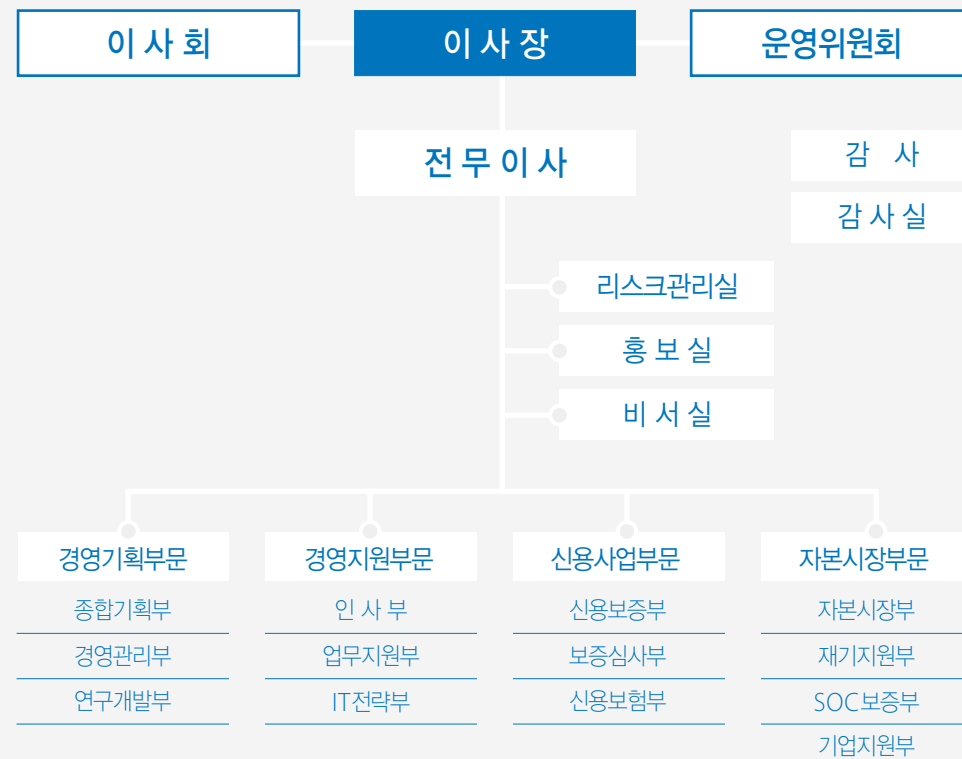 이사회
이사장
운영위원회
전무이사
감 사
감사실
리스크관리실
홍보실
비서실
경영기획부문
종합기획부
경영관리부
연구개발부
경영지원부문
인사부
업무지원부
IT전략부
신용사업부문
신용보증부
보증심사부
신용보험부
자본시장부문
자본시장부
재기지원부
SOC보증부
기업지원부